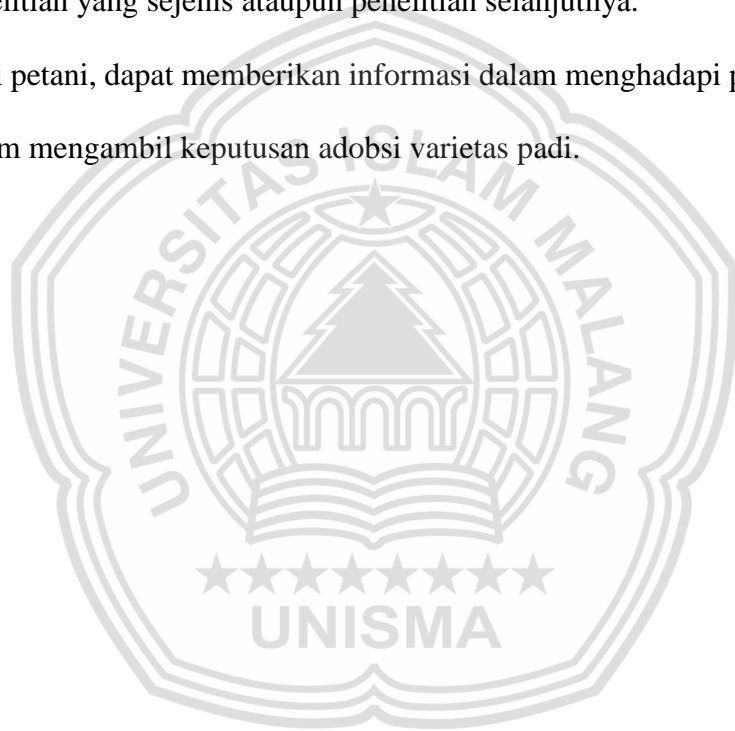 yang sejenis ataupun penelitian selanjutnya.
petani, dapat memberikan informasi dalam menghadapi
mengambil keputusan adobsi varietas padi.
UNIVERSITAS ISLAM MALANG
UNISMA